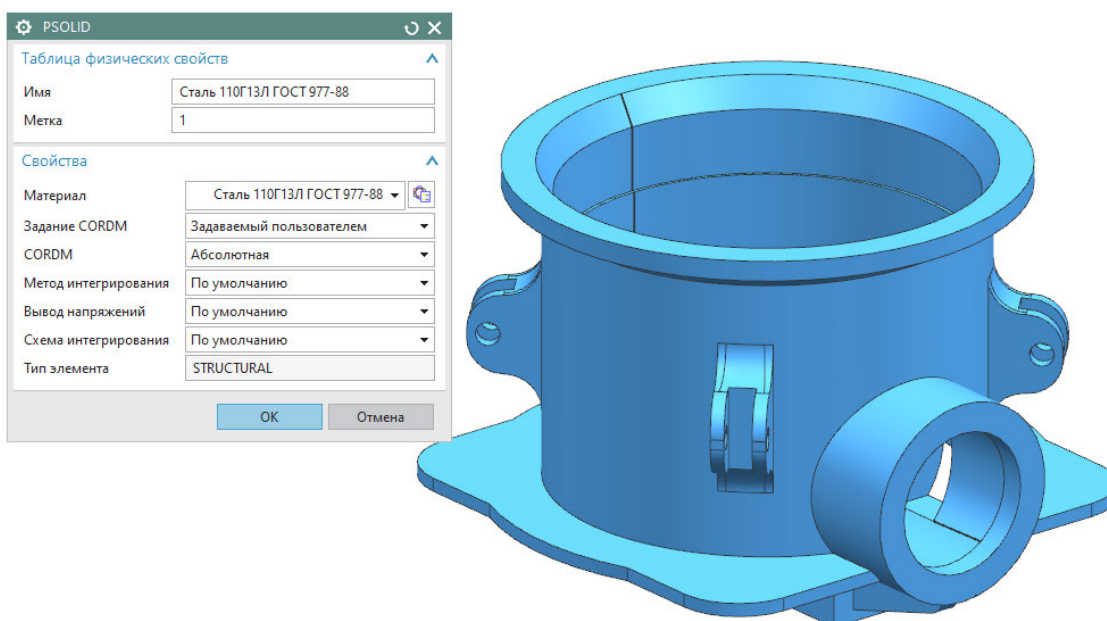 PSOLID
Таблица физических свойств
Имя Сталь 110Г13Л ГОСТ 977-88
Метка 1
Свойства
Материал Сталь 110Г13Л ГОСТ 977-88
Задание CORDM Задаваемый пользователем
CORDM Абсолютная
Метод интегрирования По умолчанию
Вывод напряжений По умолчанию
Схема интегрирования По умолчанию
Тип элемента STRUCTURAL
OK Отмена